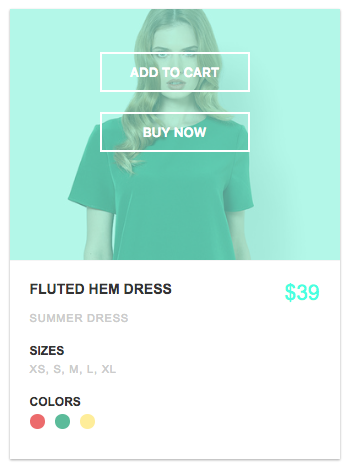 ADD TO CART
BUY NOW
FLUTED HEM DRESS
$39
SUMMER DRESS
SIZES
XS, S, M, L, XL
COLORS